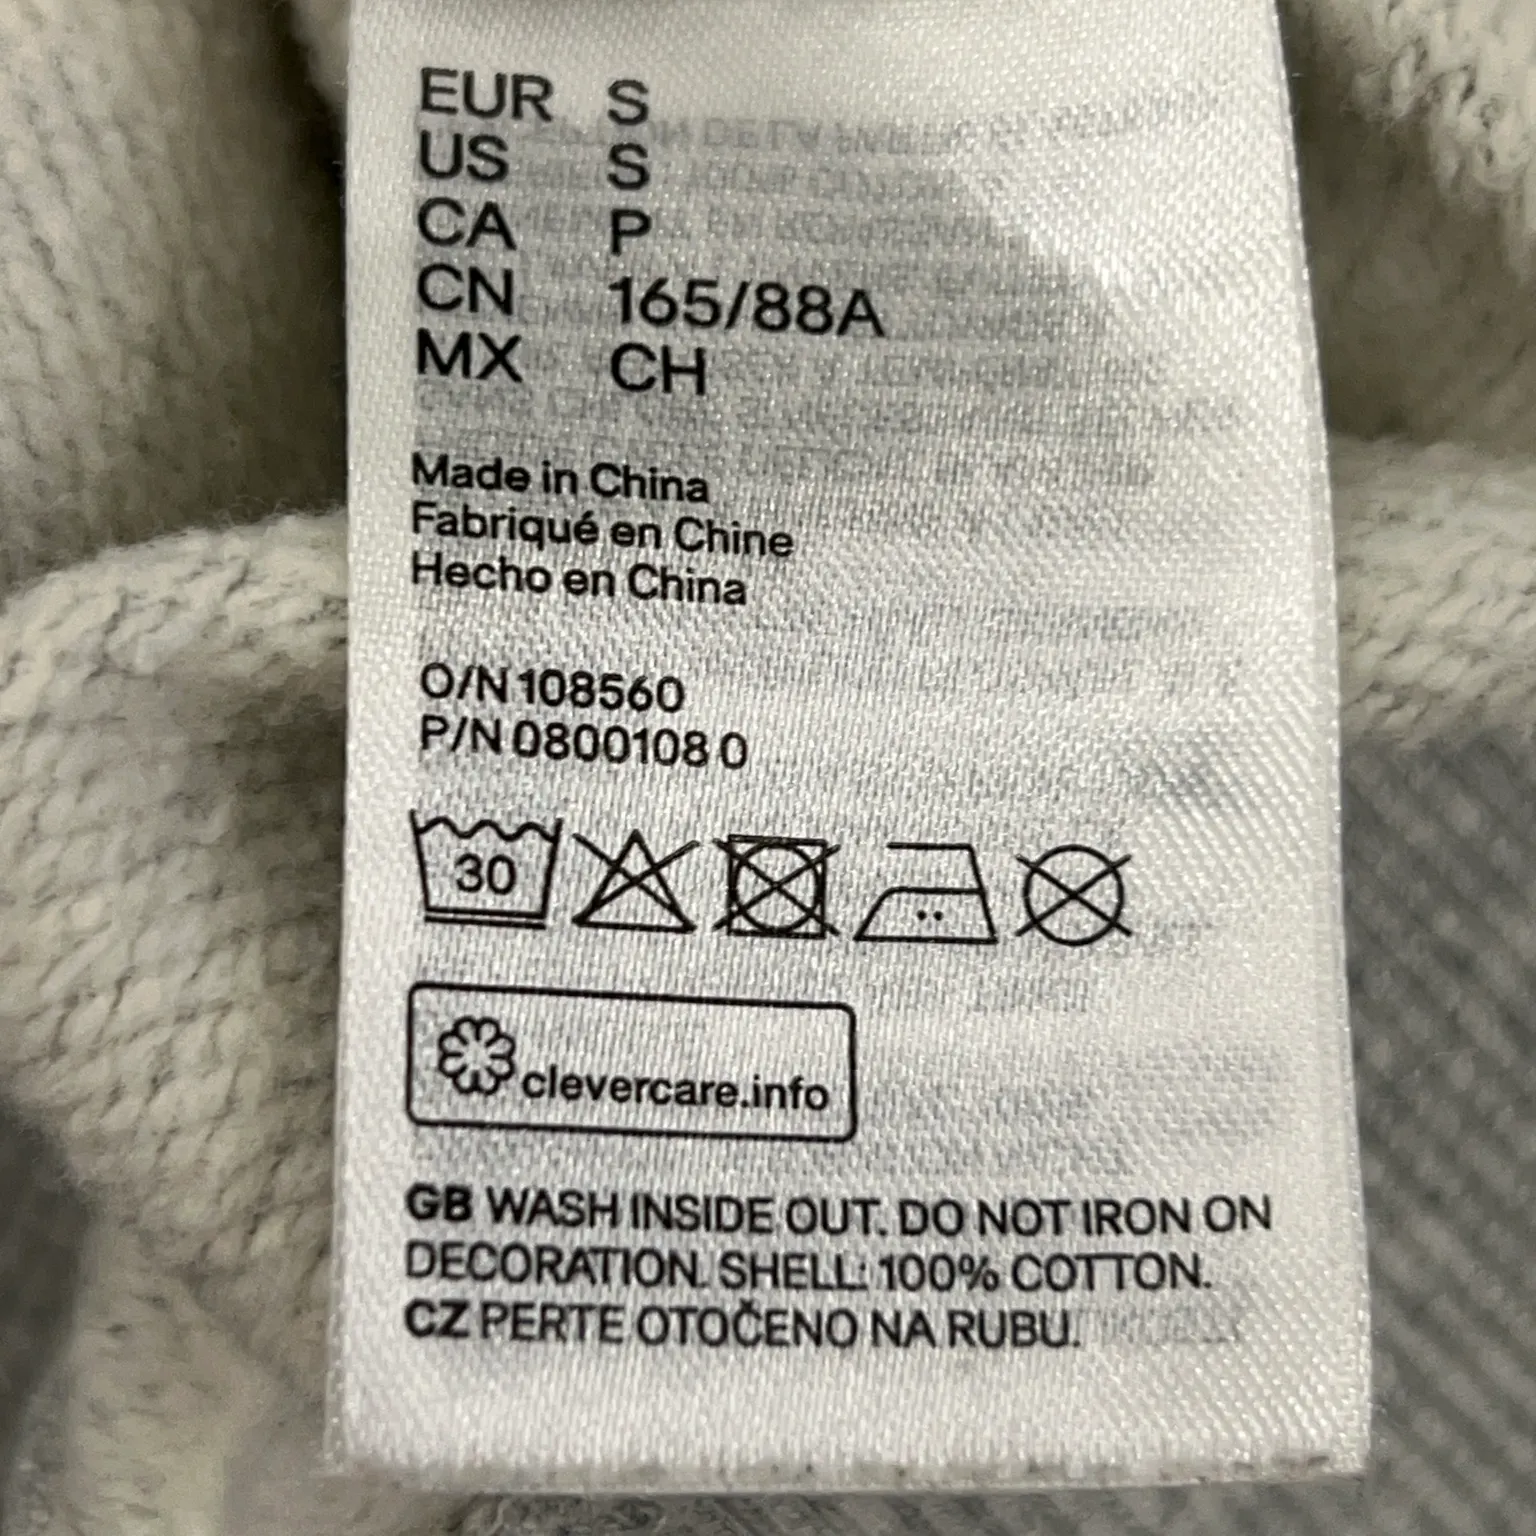 EUR S
US S
CA P
CN 165/88A
MX CH
Made in China
Fabriqué en Chine
Hecho en China
O/N 108560
P/N 0800108 0
30
clevercare.info
GB WASH INSIDE OUT. DO NOT IRON ON
DECORATION. SHELL: 100% COTTON.
CZ PERTE OTOČENO NA RUBU.